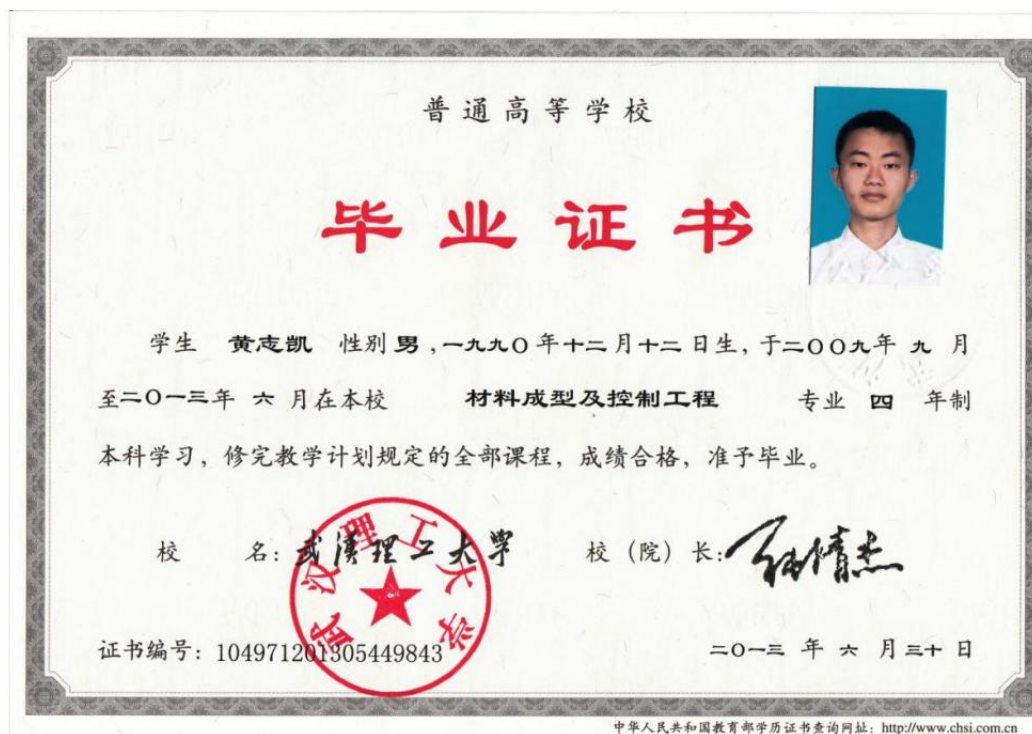 普通高等学校
毕业证书
学生 黄志凯 性别 男，一九九〇年十二月十二日生，于二〇〇九年 九 月
至二〇一三年 六 月在本校 材料成型及控制工程 专业 四 年制
本科学习，修完教学计划规定的全部课程，成绩合格，准予毕业。
校 名：武汉理工大学 校（院）长：
武汉理工大学
证书编号：104971201305449843 二〇一三 年 六 月 三十 日
中华人民共和国教育部学历证书查询网址：http://www.chsi.com.cn